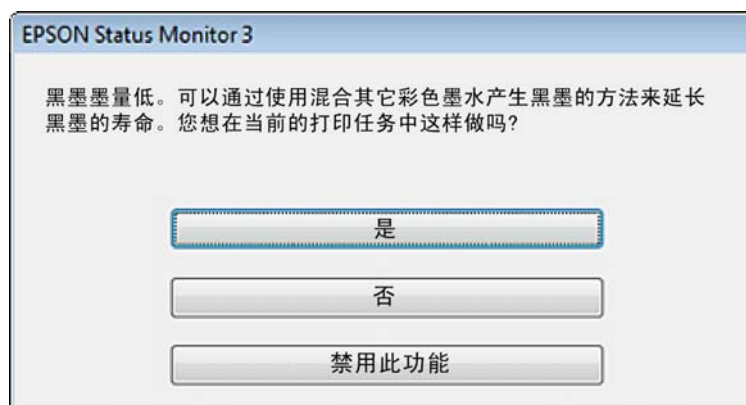 EPSON Status Monitor 3
黑墨墨量低。可以通过使用混合其它彩色墨水产生黑墨的方法来延长
黑墨的寿命。您想在当前的打印任务中这样做吗?
是
否
禁用此功能